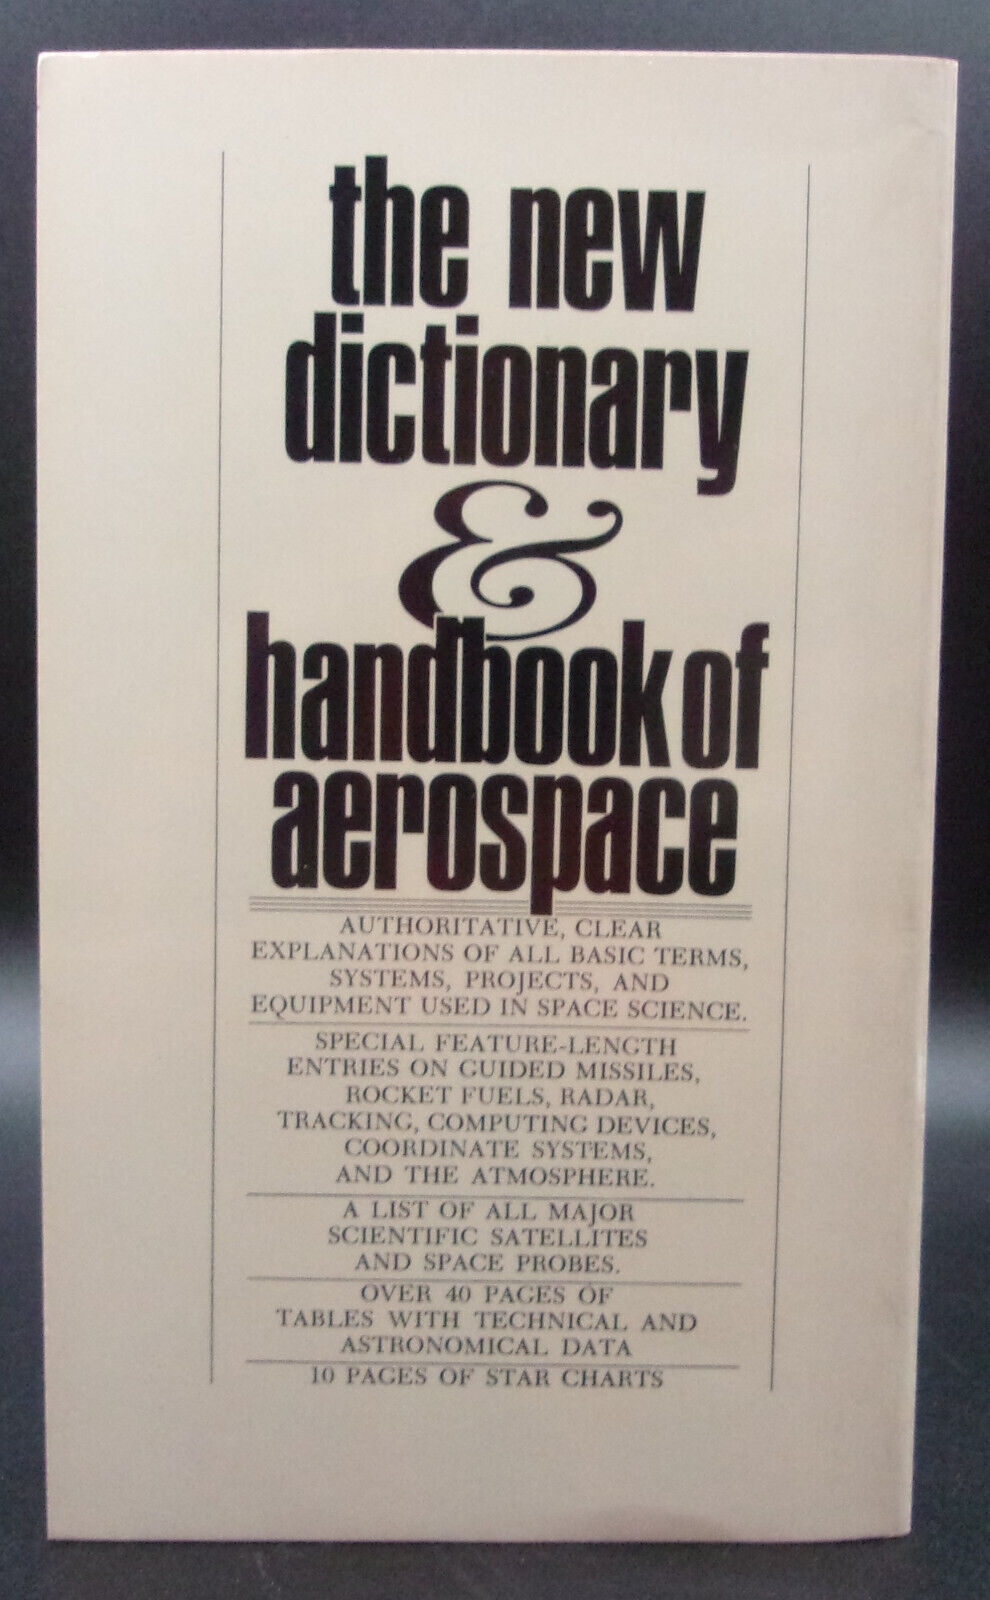 the new
dictionary
&
handbook of
aerospace
AUTHORITATIVE, CLEAR
EXPLANATIONS OF ALL BASIC TERMS,
SYSTEMS, PROJECTS, AND
EQUIPMENT USED IN SPACE SCIENCE.
SPECIAL FEATURE-LENGTH
ENTRIES ON GUIDED MISSILES,
ROCKET FUELS, RADAR,
TRACKING, COMPUTING DEVICES,
COORDINATE SYSTEMS,
AND THE ATMOSPHERE.
A LIST OF ALL MAJOR
SCIENTIFIC SATELLITES
AND SPACE PROBES.
OVER 40 PAGES OF
TABLES WITH TECHNICAL AND
ASTRONOMICAL DATA
10 PAGES OF STAR CHARTS